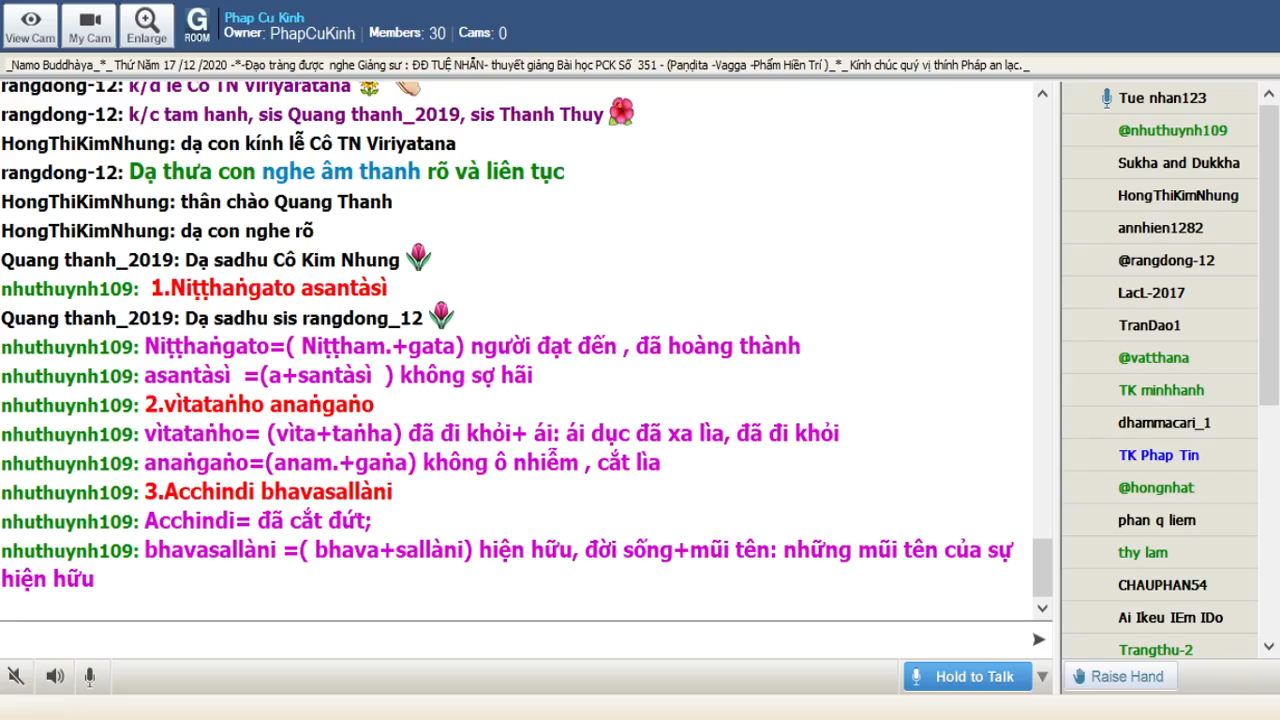 View Cam
My Cam
Enlarge
G
ROOM
Phap Cu Kinh
Owner: PhapCuKinh | Members: 30 | Cams: 0
_Namo Buddhàya_*_ Thứ Năm 17 /12 /2020 -*-Đạo tràng được nghe Giảng sư : ĐĐ TUỆ NHẪN- thuyết giảng Bài học PCK Số 351 - (Paṇḍita -Vagga -Phẩm Hiền Trí )_*_ Kính chúc quý vị thính Pháp an lạc._
rangdong-12: k/d lễ Cô TN Viriyaratana
rangdong-12: k/c tam hanh, sis Quang thanh_2019, sis Thanh Thuy
HongThiKimNhung: dạ con kính lễ Cô TN Viriyatana
rangdong-12: Dạ thưa con nghe âm thanh rõ và liên tục
HongThiKimNhung: thân chào Quang Thanh
HongThiKimNhung: dạ con nghe rõ
Quang thanh_2019: Dạ sadhu Cô Kim Nhung
nhuthuynh109: 1.Niṭṭhaṅgato asantàsì
Quang thanh_2019: Dạ sadhu sis rangdong_12
nhuthuynh109: Niṭṭhaṅgato=( Niṭṭham.+gata) người đạt đến , đã hoàng thành
nhuthuynh109: asantàsì =(a+santàsì ) không sợ hãi
nhuthuynh109: 2.vìtataṅho anaṅgaṅo
nhuthuynh109: vìtataṅho= (vìta+taṅha) đã đi khỏi+ ái: ái dục đã xa lìa, đã đi khỏi
nhuthuynh109: anaṅgaṅo=(anam.+gaṅa) không ô nhiễm , cắt lìa
nhuthuynh109: 3.Acchindi bhavasallàni
nhuthuynh109: Acchindi= đã cắt đứt;
nhuthuynh109: bhavasallàni =( bhava+sallàni) hiện hữu, đời sống+mũi tên: những mũi tên của sự
hiện hữu
Tue nhan123
@nhuthuynh109
Sukha and Dukkha
HongThiKimNhung
annhien1282
@rangdong-12
LacL-2017
TranDao1
@vatthana
TK minhhanh
dhammacari_1
TK Phap Tin
@hongnhat
phan q liem
thy lam
CHAUPHAN54
Ai Ikeu IEm IDo
Trangthu-2
Hold to Talk
Raise Hand